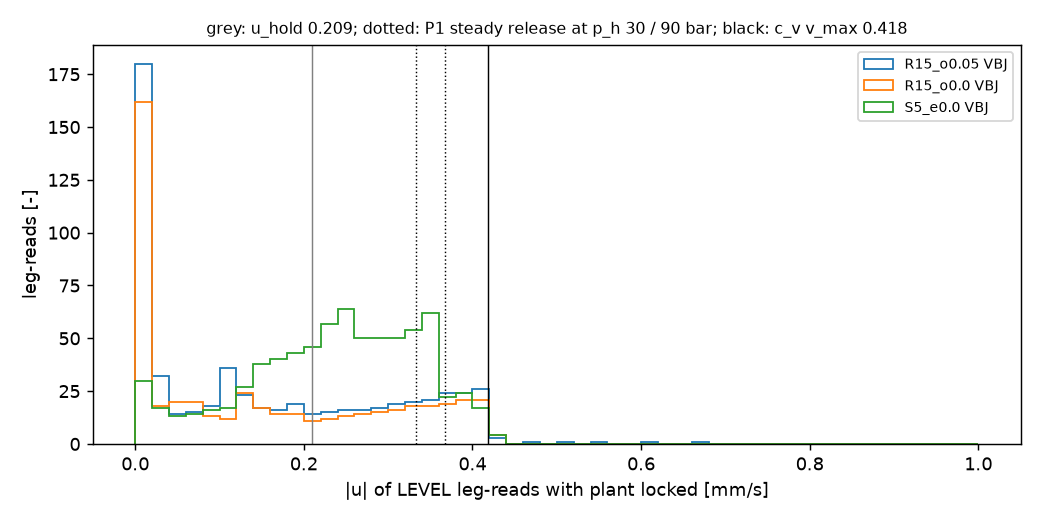 grey: u_hold 0.209; dotted: P1 steady release at p_h 30 / 90 bar; black: c_v v_max 0.418
R15_o0.05 VBJ
R15_o0.0 VBJ
S5_e0.0 VBJ
175
150
125
100
75
50
25
0
leg-reads [-]
0.0 0.2 0.4 0.6 0.8 1.0
|u| of LEVEL leg-reads with plant locked [mm/s]